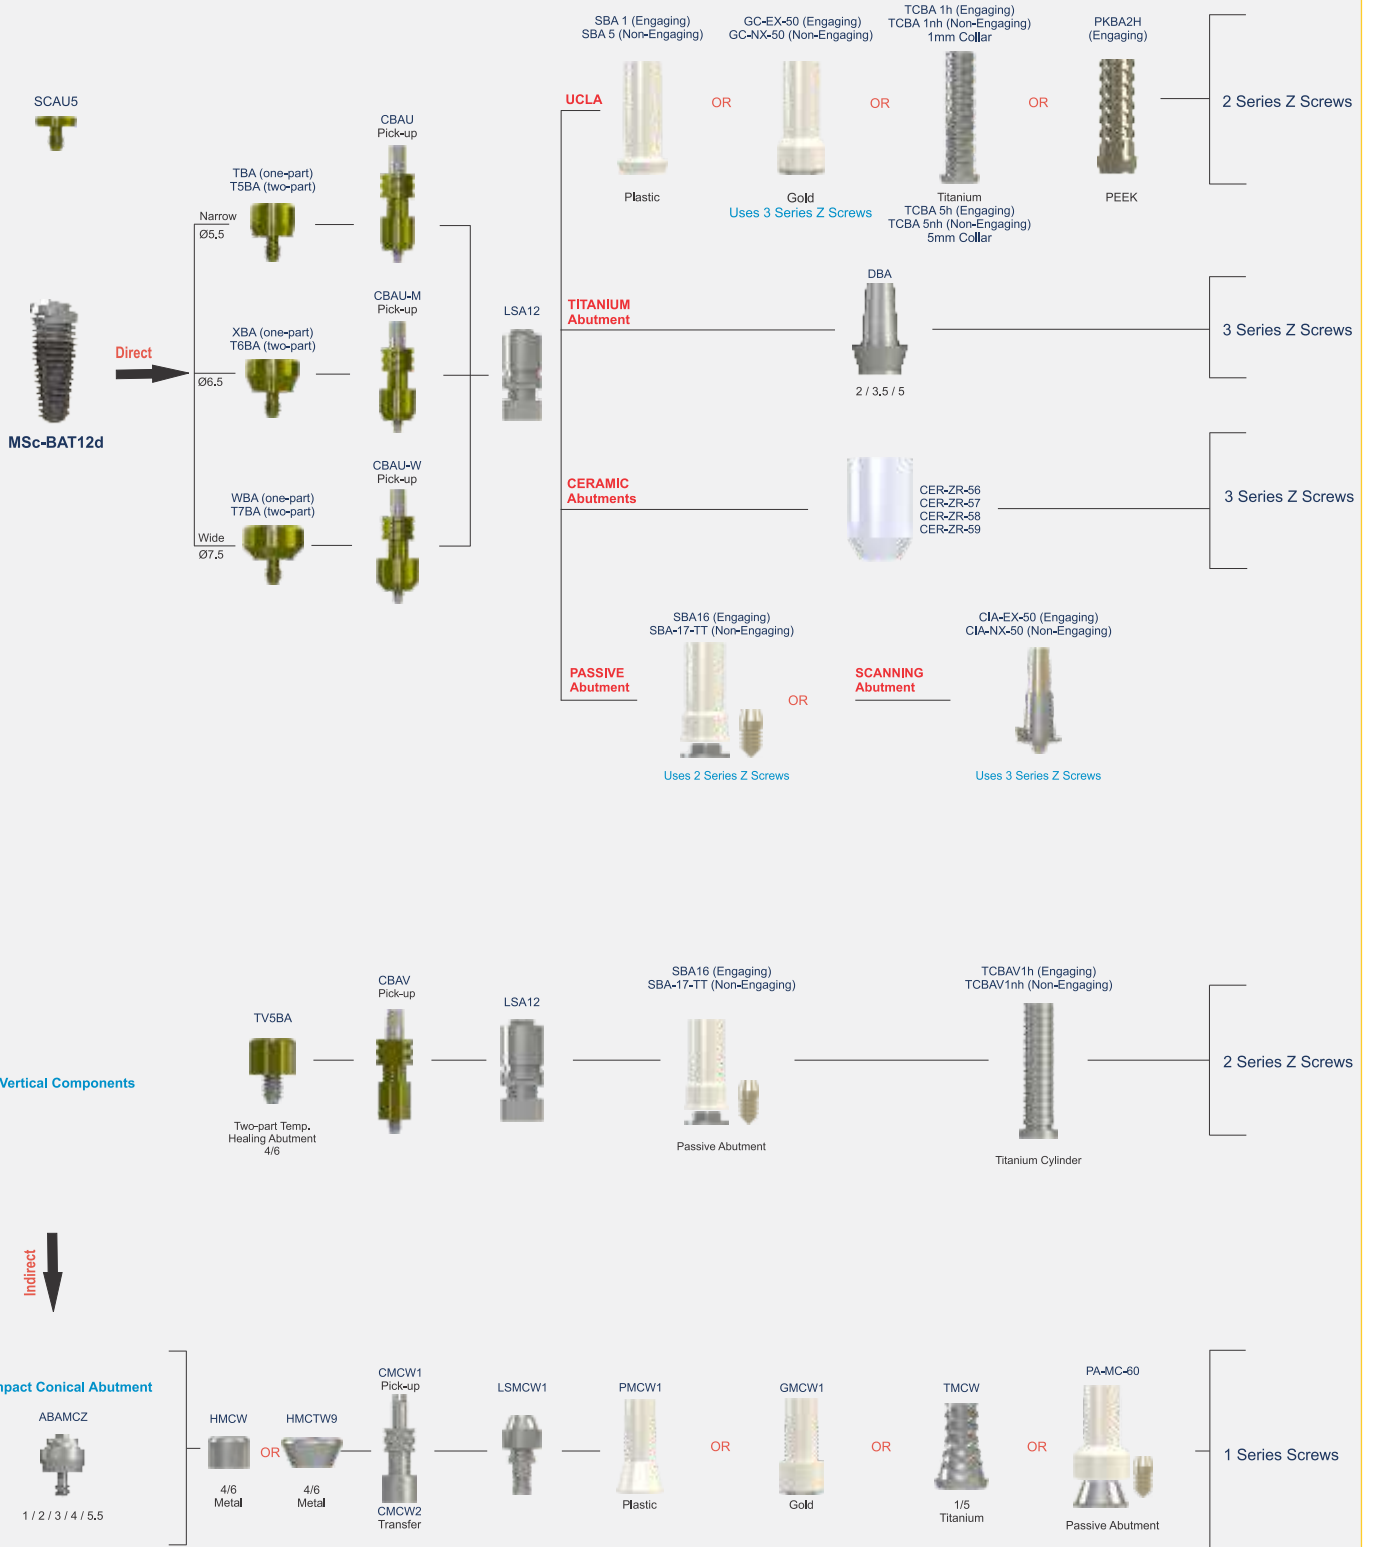 SBA 1 (Engaging)
SBA 5 (Non-Engaging)
GC-EX-50 (Engaging)
GC-NX-50 (Non-Engaging)
TCBA 1h (Engaging)
TCBA 1nh (Non-Engaging)
1mm Collar
PKBA2H
(Engaging)
SCAU5
UCLA
OR
OR
OR
2 Series Z Screws
CBAU
Pick-up
TBA (one-part)
T5BA (two-part)
Plastic
Gold
Uses 3 Series Z Screws
Titanium
TCBA 5h (Engaging)
TCBA 5nh (Non-Engaging)
5mm Collar
PEEK
Narrow
Ø5.5
CBAU-M
Pick-up
LSA12
TITANIUM
Abutment
DBA
2 / 3.5 / 5
3 Series Z Screws
XBA (one-part)
T6BA (two-part)
Direct
Ø6.5
MSc-BAT12d
CBAU-W
Pick-up
CERAMIC
Abutments
CER-ZR-56
CER-ZR-57
CER-ZR-58
CER-ZR-59
3 Series Z Screws
WBA (one-part)
T7BA (two-part)
Wide
Ø7.5
SBA16 (Engaging)
SBA-17-TT (Non-Engaging)
CIA-EX-50 (Engaging)
CIA-NX-50 (Non-Engaging)
PASSIVE
Abutment
OR
SCANNING
Abutment
Uses 2 Series Z Screws
Uses 3 Series Z Screws
CBAV
Pick-up
LSA12
SBA16 (Engaging)
SBA-17-TT (Non-Engaging)
TCBAV1h (Engaging)
TCBAV1nh (Non-Engaging)
TV5BA
Vertical Components
2 Series Z Screws
Two-part Temp.
Healing Abutment
4/6
Passive Abutment
Titanium Cylinder
Indirect
mpact Conical Abutment
ABAMCZ
1 / 2 / 3 / 4 / 5.5
HMCW
OR
HMCTW9
4/6
Metal
4/6
Metal
CMCW1
Pick-up
CMCW2
Transfer
LSMCW1
PMCW1
Plastic
OR
GMCW1
Gold
OR
TMCW
1/5
Titanium
OR
PA-MC-60
Passive Abutment
1 Series Screws